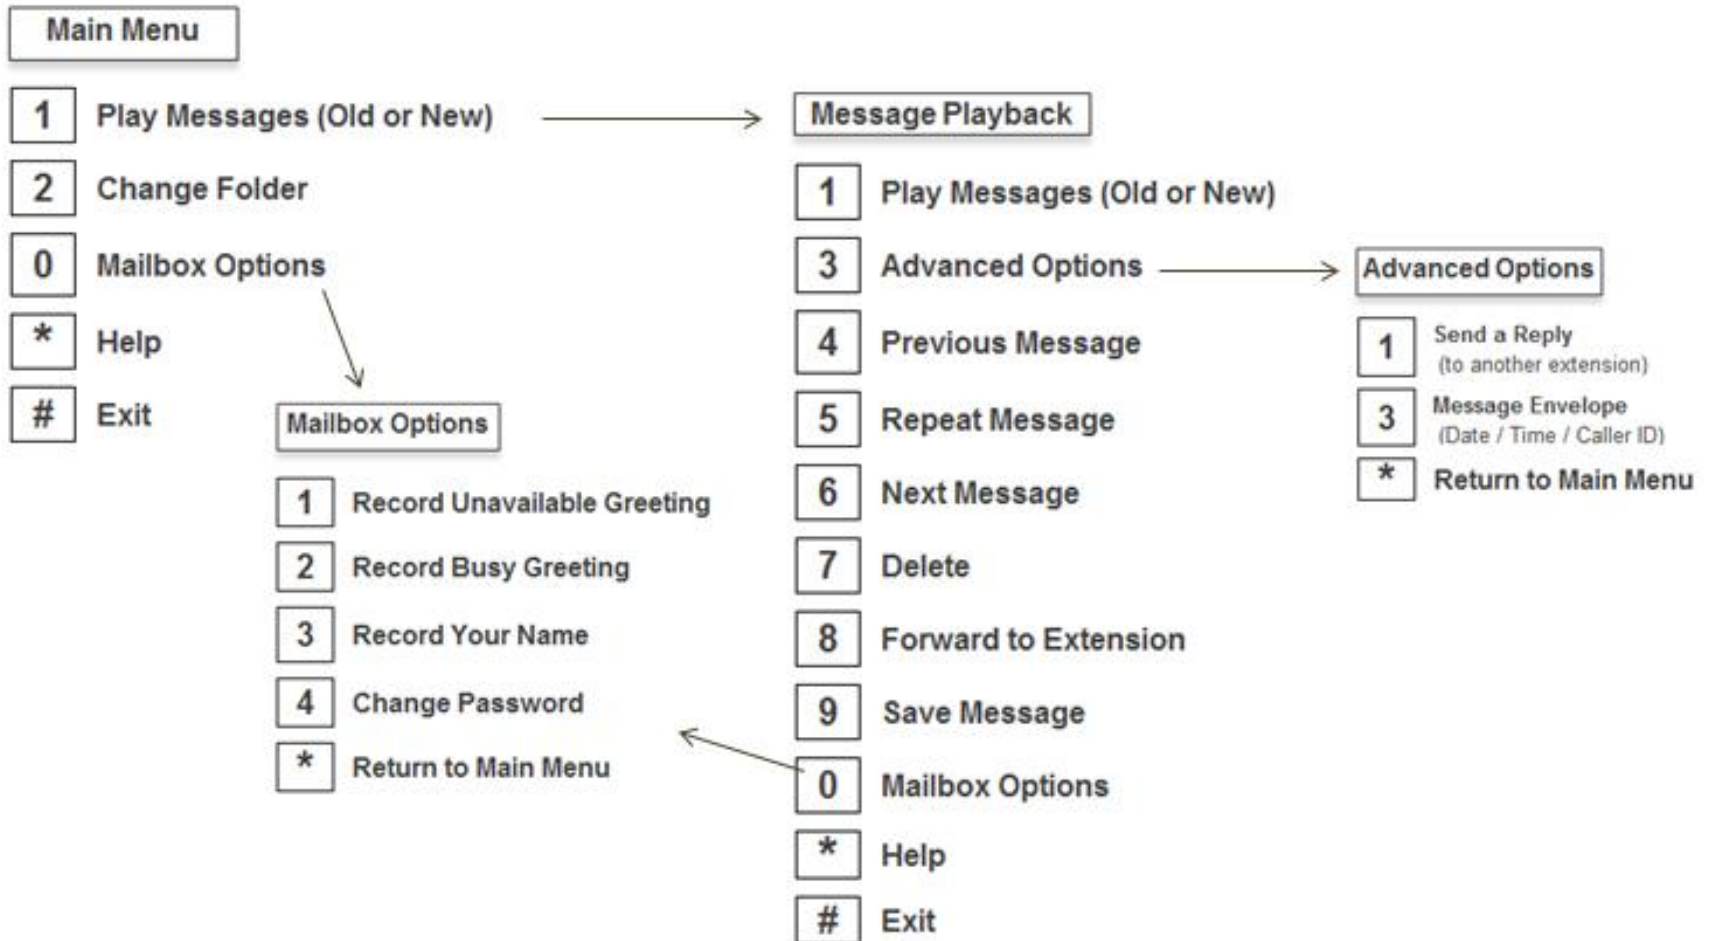 Main Menu
1 Play Messages (Old or New)
2 Change Folder
0 Mailbox Options
* Help
# Exit
Mailbox Options
1 Record Unavailable Greeting
2 Record Busy Greeting
3 Record Your Name
4 Change Password
* Return to Main Menu
Message Playback
1 Play Messages (Old or New)
3 Advanced Options
4 Previous Message
5 Repeat Message
6 Next Message
7 Delete
8 Forward to Extension
9 Save Message
0 Mailbox Options
* Help
# Exit
Advanced Options
1 Send a Reply
(to another extension)
3 Message Envelope
(Date / Time / Caller ID)
* Return to Main Menu